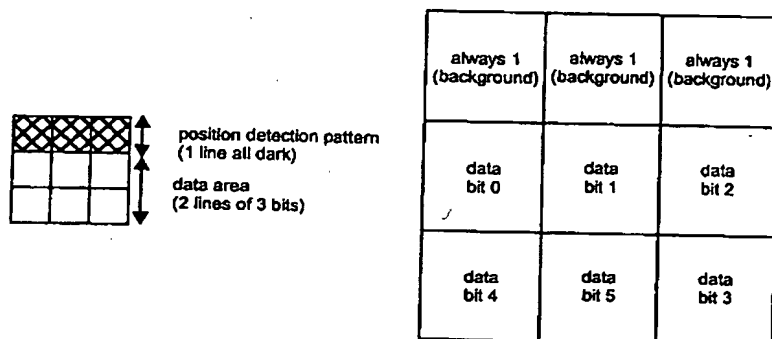 position detection pattern
(1 line all dark)
data area
(2 lines of 3 bits)
always 1
(background)
always 1
(background)
always 1
(background)
data
bit 0
data
bit 1
data
bit 2
data
bit 4
data
bit 5
data
bit 3